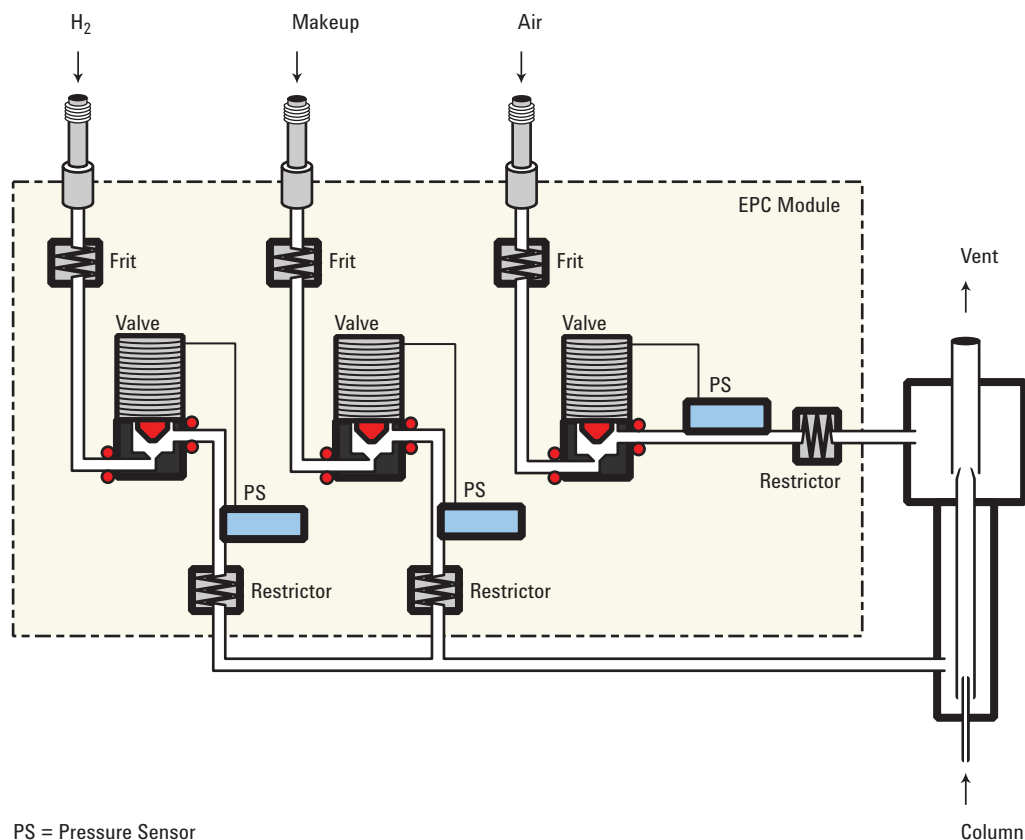 H₂
Makeup
Air
EPC Module
Frit
Frit
Frit
Vent
Valve
Valve
Valve
PS
Restrictor
PS
PS
Restrictor
Restrictor
PS = Pressure Sensor
Column